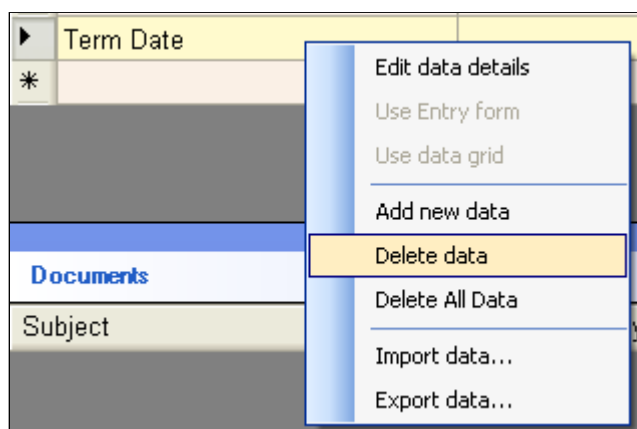 Term Date
Edit data details
Use Entry form
Use data grid
Add new data
Delete data
Delete All Data
Import data...
Export data...
Documents
Subject